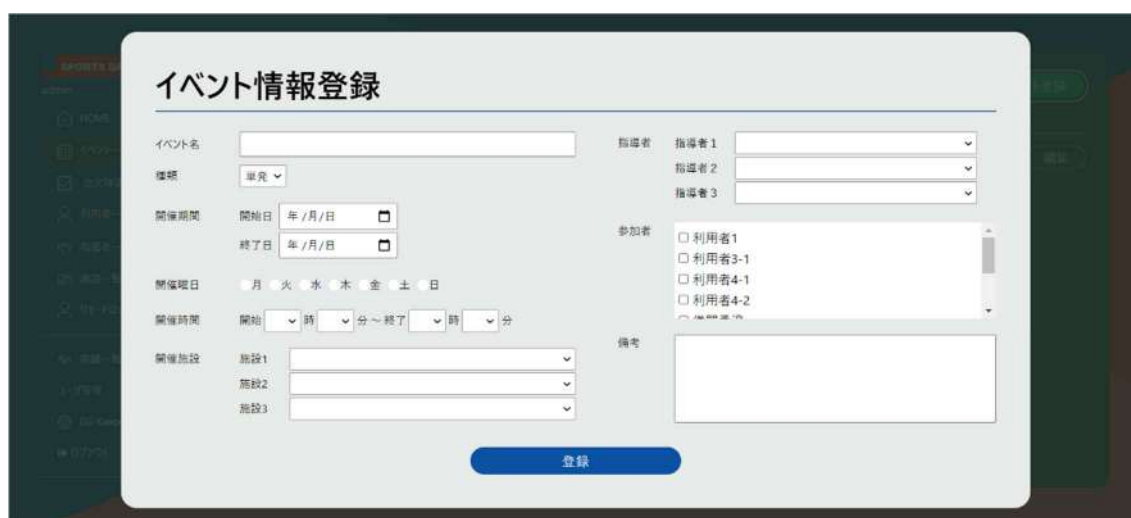 イベント情報登録
イベント名
種類 単発
開催期間 開始日 年/月/日
終了日 年/月/日
開催曜日 月 火 水 木 金 土 日
開催時間 開始 時 分～終了 時 分
開催施設 施設1
施設2
施設3
指導者 指導者1
指導者2
指導者3
参加者 利用者1
利用者3-1
利用者4-1
利用者4-2
備考
登録
admin
HOME